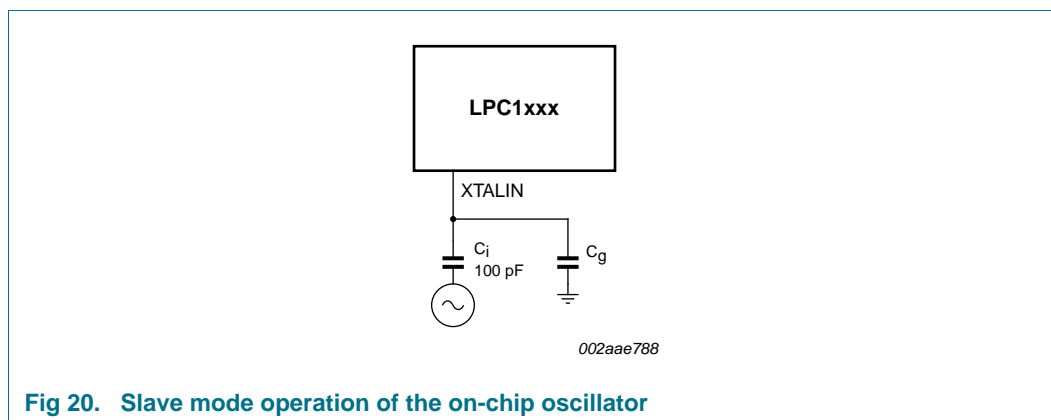 LPC1xxx
XTALIN
Ci
100 pF
Cg
002aae788
Fig 20. Slave mode operation of the on-chip oscillator